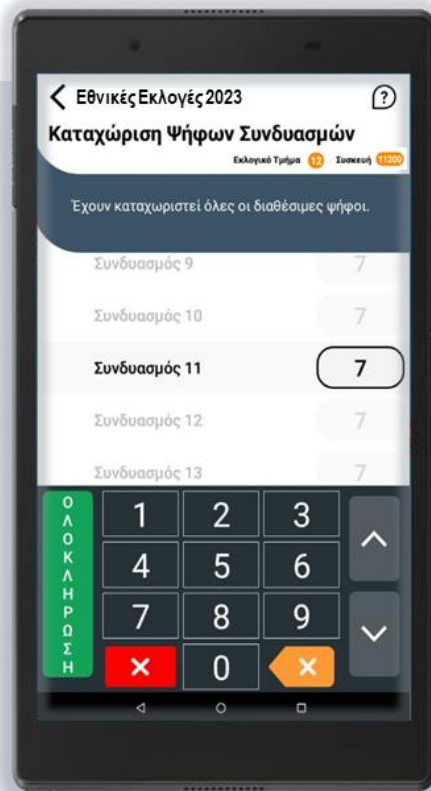 Εθνικές Εκλογές 2023
?
Καταχώριση Ψήφων Συνδυασμών
Εκλογικό Τμήμα 12 Συσκευή 11200
Έχουν καταχωριστεί όλες οι διαθέσιμες ψήφοι.
Συνδυασμός 9 7
Συνδυασμός 10 7
Συνδυασμός 11 7
Συνδυασμός 12 7
Συνδυασμός 13 7
ΟΛΟΚΛΗΡΩΣΗ
1 2 3
4 5 6
7 8 9
0